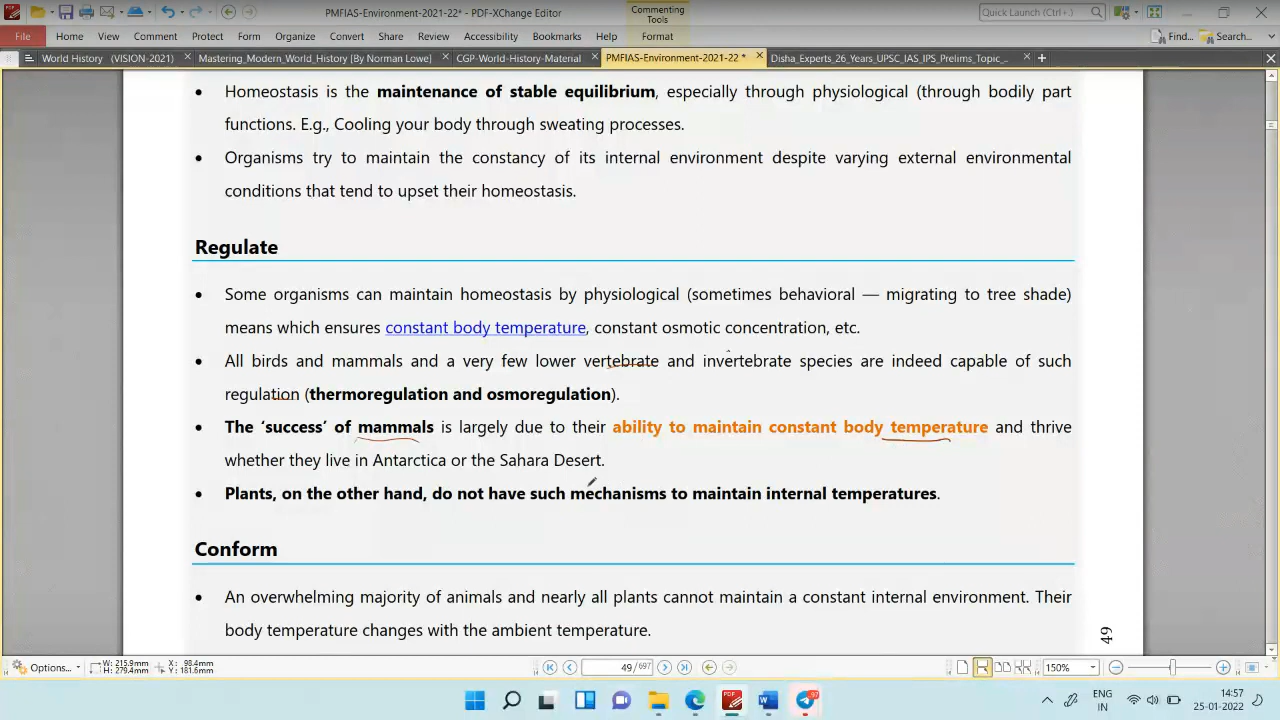 PMFIAS-Environment-2021-22* - PDF-XChange Editor
Commenting Tools
Quick Launch (Ctrl+.)
File Home View Comment Protect Form Organize Convert Share Review Accessibility Bookmarks Help Format Find... Search...
World History (VISION-2021) Mastering_Modern_World_History [By Norman Lowe] CGP-World-History-Material PMFIAS-Environment-2021-22 * Disha_Experts_26_Years_UPSC_IAS_IPS_Prelims_Topic_...
• Homeostasis is the maintenance of stable equilibrium, especially through physiological (through bodily part
functions. E.g., Cooling your body through sweating processes.
• Organisms try to maintain the constancy of its internal environment despite varying external environmental
conditions that tend to upset their homeostasis.
Regulate
• Some organisms can maintain homeostasis by physiological (sometimes behavioral — migrating to tree shade)
means which ensures constant body temperature, constant osmotic concentration, etc.
• All birds and mammals and a very few lower vertebrate and invertebrate species are indeed capable of such
regulation (thermoregulation and osmoregulation).
• The ‘success’ of mammals is largely due to their ability to maintain constant body temperature and thrive
whether they live in Antarctica or the Sahara Desert.
• Plants, on the other hand, do not have such mechanisms to maintain internal temperatures.
Conform
• An overwhelming majority of animals and nearly all plants cannot maintain a constant internal environment. Their
body temperature changes with the ambient temperature.
49
Options... W: 215.9mm H: 279.4mm X: 98.4mm Y: 181.6mm 49 / 697 150%
97
ENG IN 14:57 25-01-2022